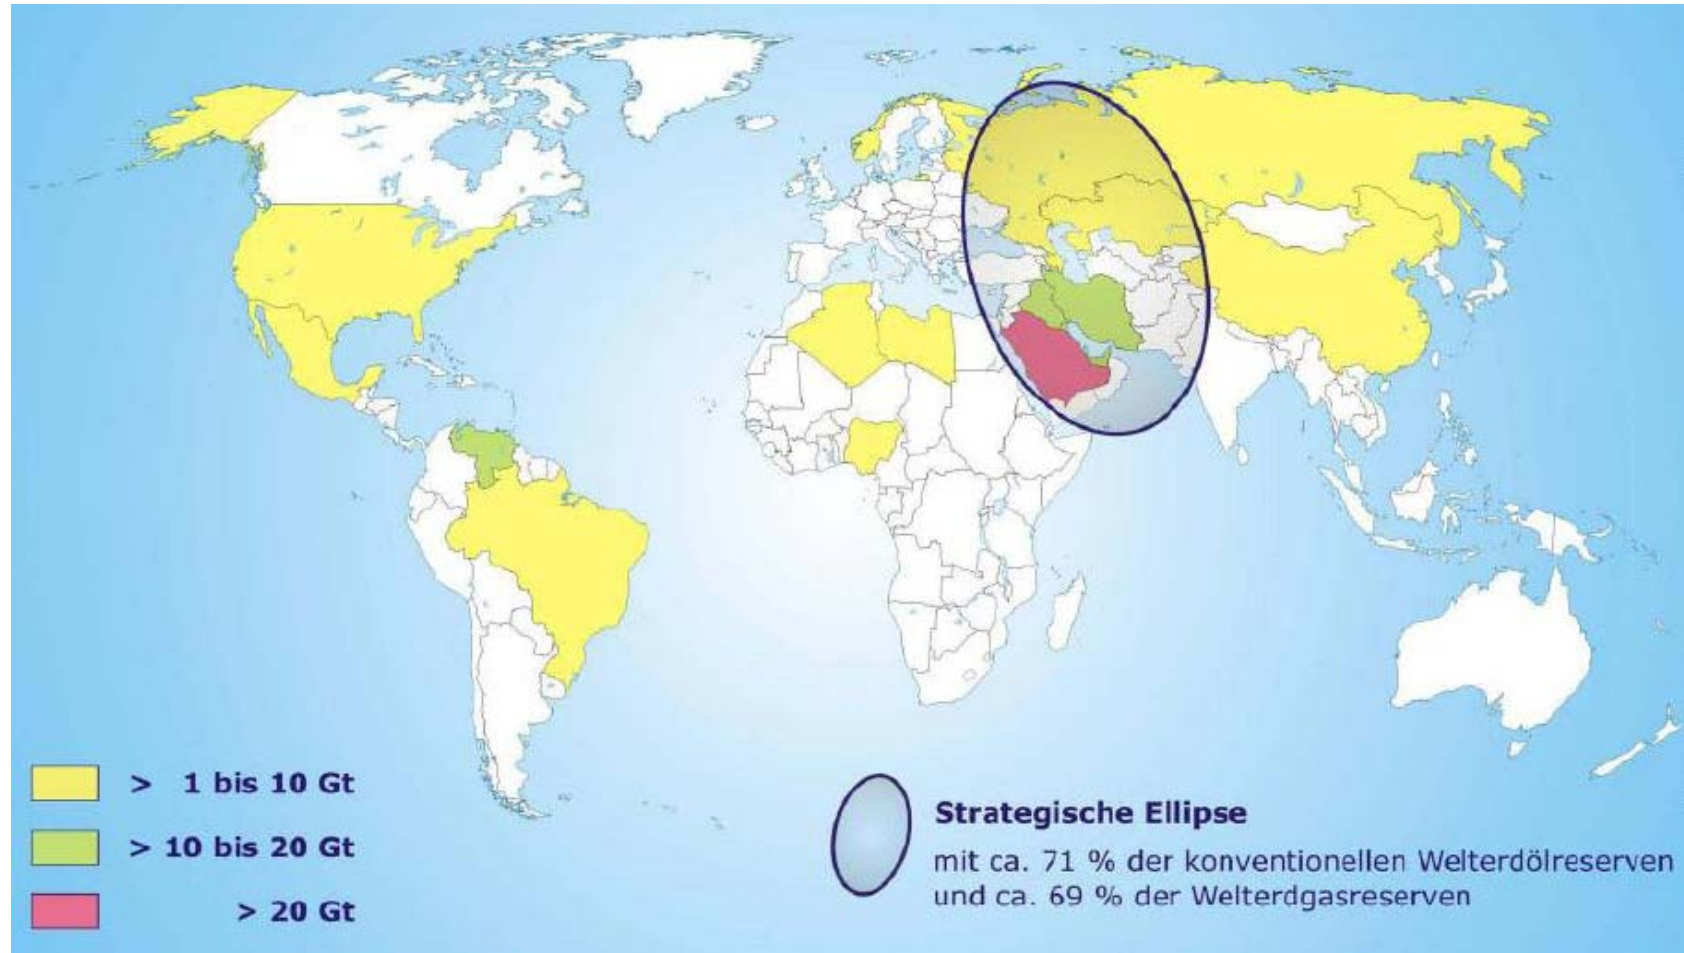 > 1 bis 10 Gt
> 10 bis 20 Gt
> 20 Gt
Strategische Ellipse
mit ca. 71 % der konventionellen Welterdölreserven
und ca. 69 % der Welterdgasreserven